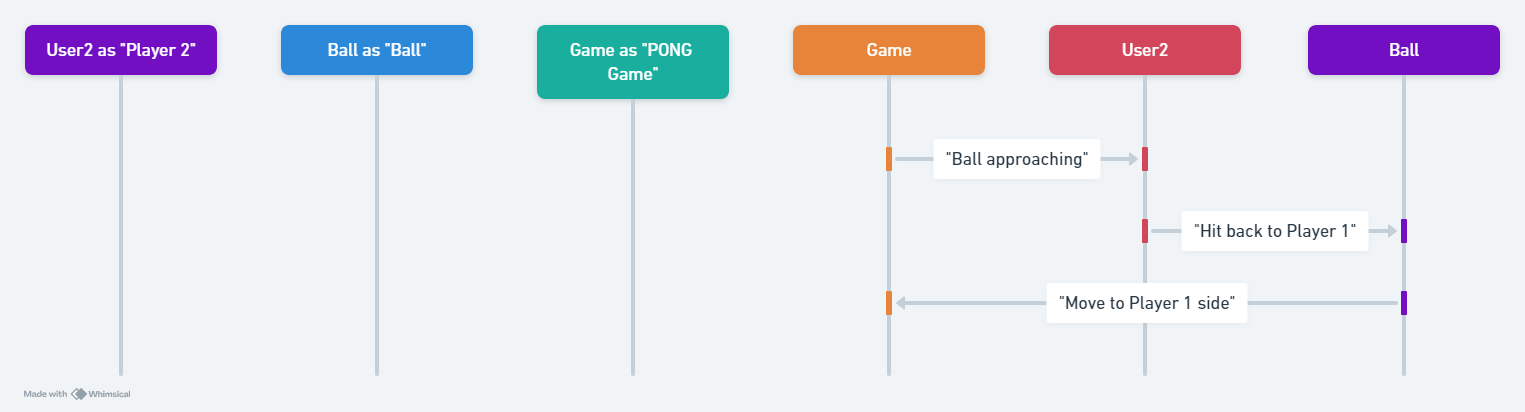 User2 as "Player 2"
Ball as "Ball"
Game as "PONG
Game"
Game
User2
Ball
"Ball approaching"
"Hit back to Player 1"
"Move to Player 1 side"
Made with Whimsical